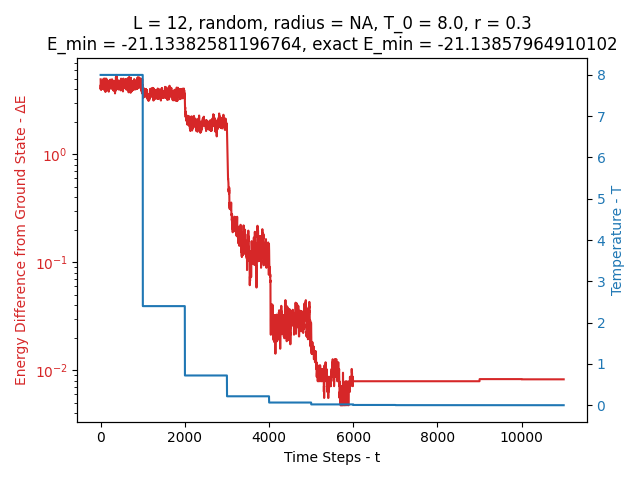 L = 12, random, radius = NA, T_0 = 8.0, r = 0.3
E_min = -21.13382581196764, exact E_min = -21.13857964910102
Energy Difference from Ground State - ΔE
10⁰
10⁻¹
10⁻²
8
7
6
5
4
3
2
1
0
Temperature - T
0 2000 4000 6000 8000 10000
Time Steps - t